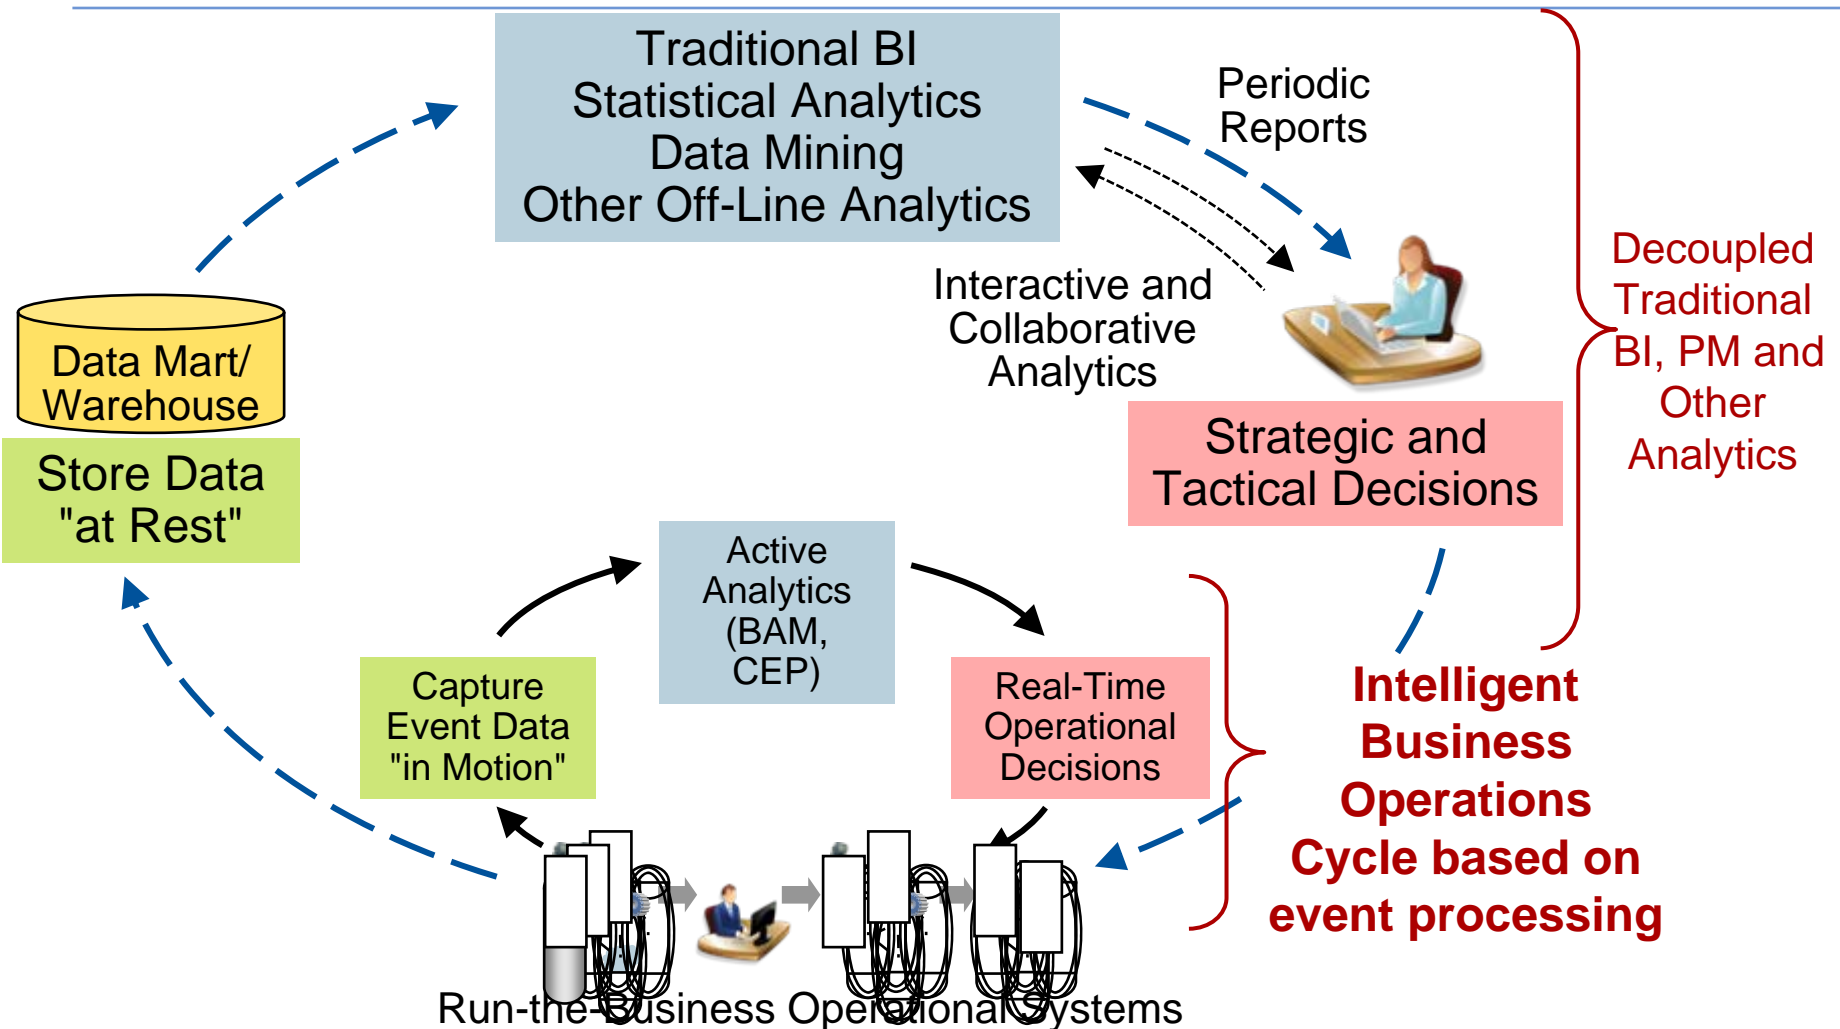 Traditional BI
Statistical Analytics
Data Mining
Other Off-Line Analytics
Periodic
Reports
Interactive and
Collaborative
Analytics
Decoupled
Traditional
BI, PM and
Other
Analytics
Data Mart/
Warehouse
Store Data
"at Rest"
Strategic and
Tactical Decisions
Active
Analytics
(BAM,
CEP)
Capture
Event Data
"in Motion"
Real-Time
Operational
Decisions
Intelligent
Business
Operations
Cycle based on
event processing
Run-the-Business Operational Systems